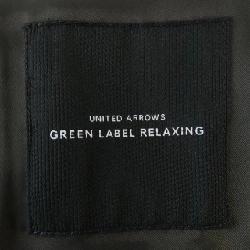 UNITED ARROWS
GREEN LABEL RELAXING